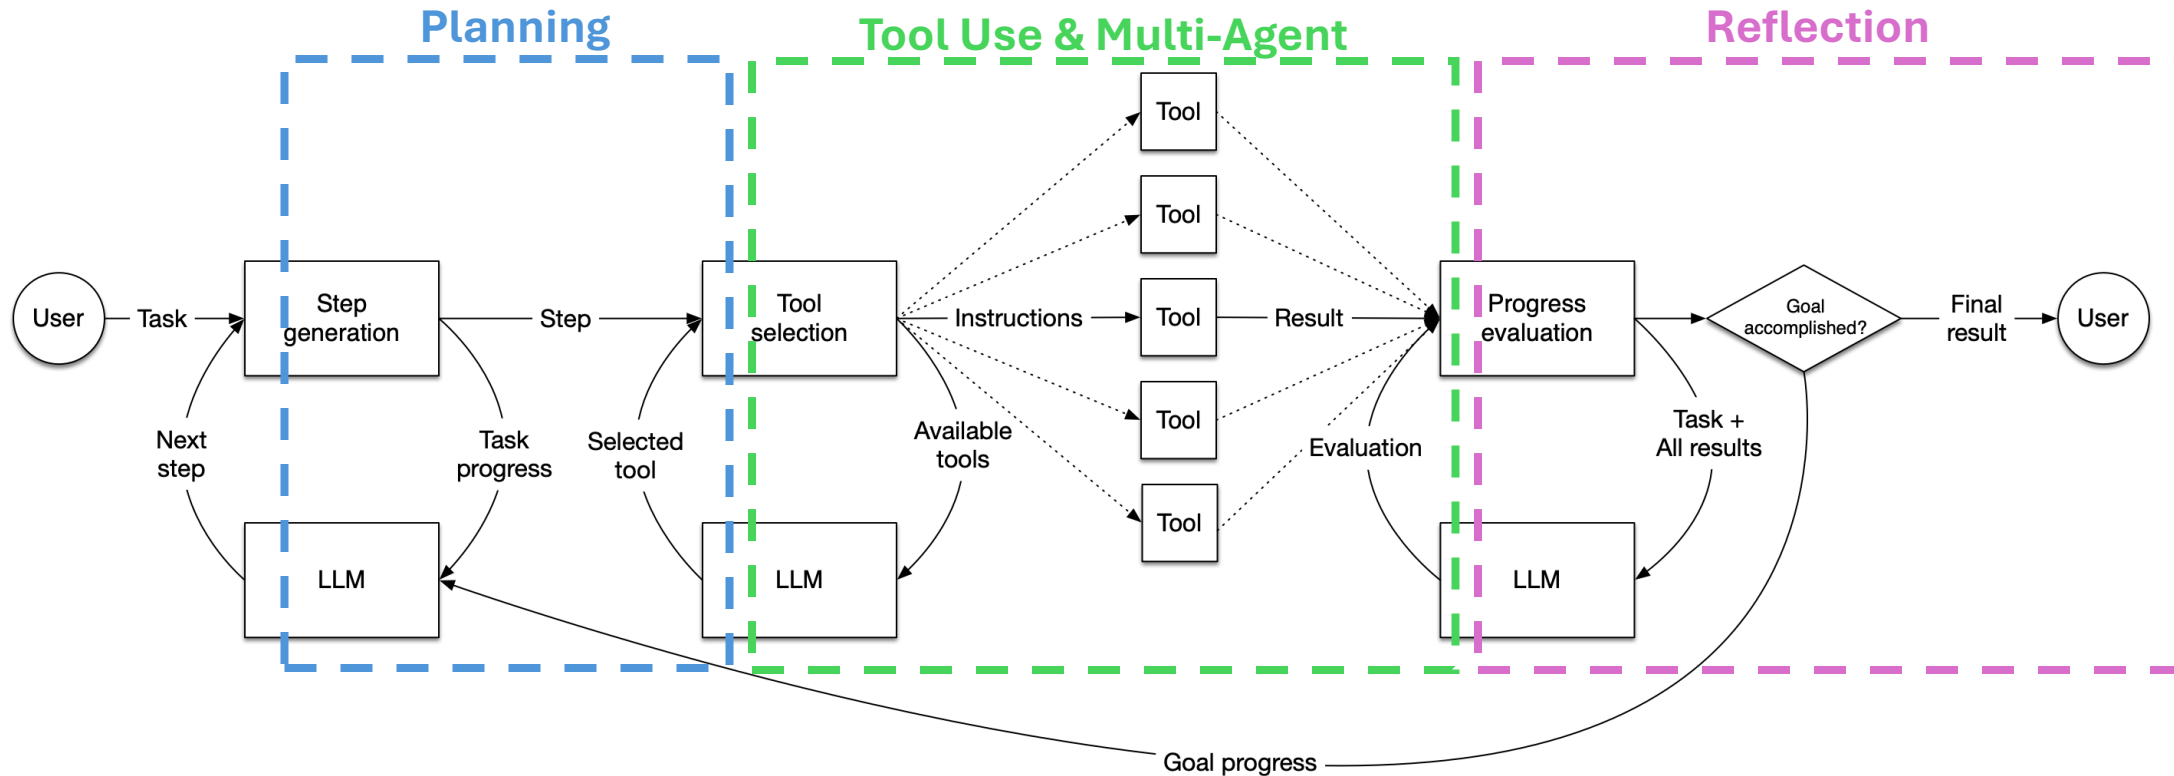 Planning
Tool Use & Multi-Agent
Reflection
Tool
Tool
User
Task
Step
generation
Step
Tool
selection
Instructions
Tool
Result
Progress
evaluation
Goal
accomplished?
Final
result
User
Next
step
Task
progress
Selected
tool
Available
tools
Tool
Evaluation
Task +
All results
Tool
LLM
LLM
LLM
Goal progress